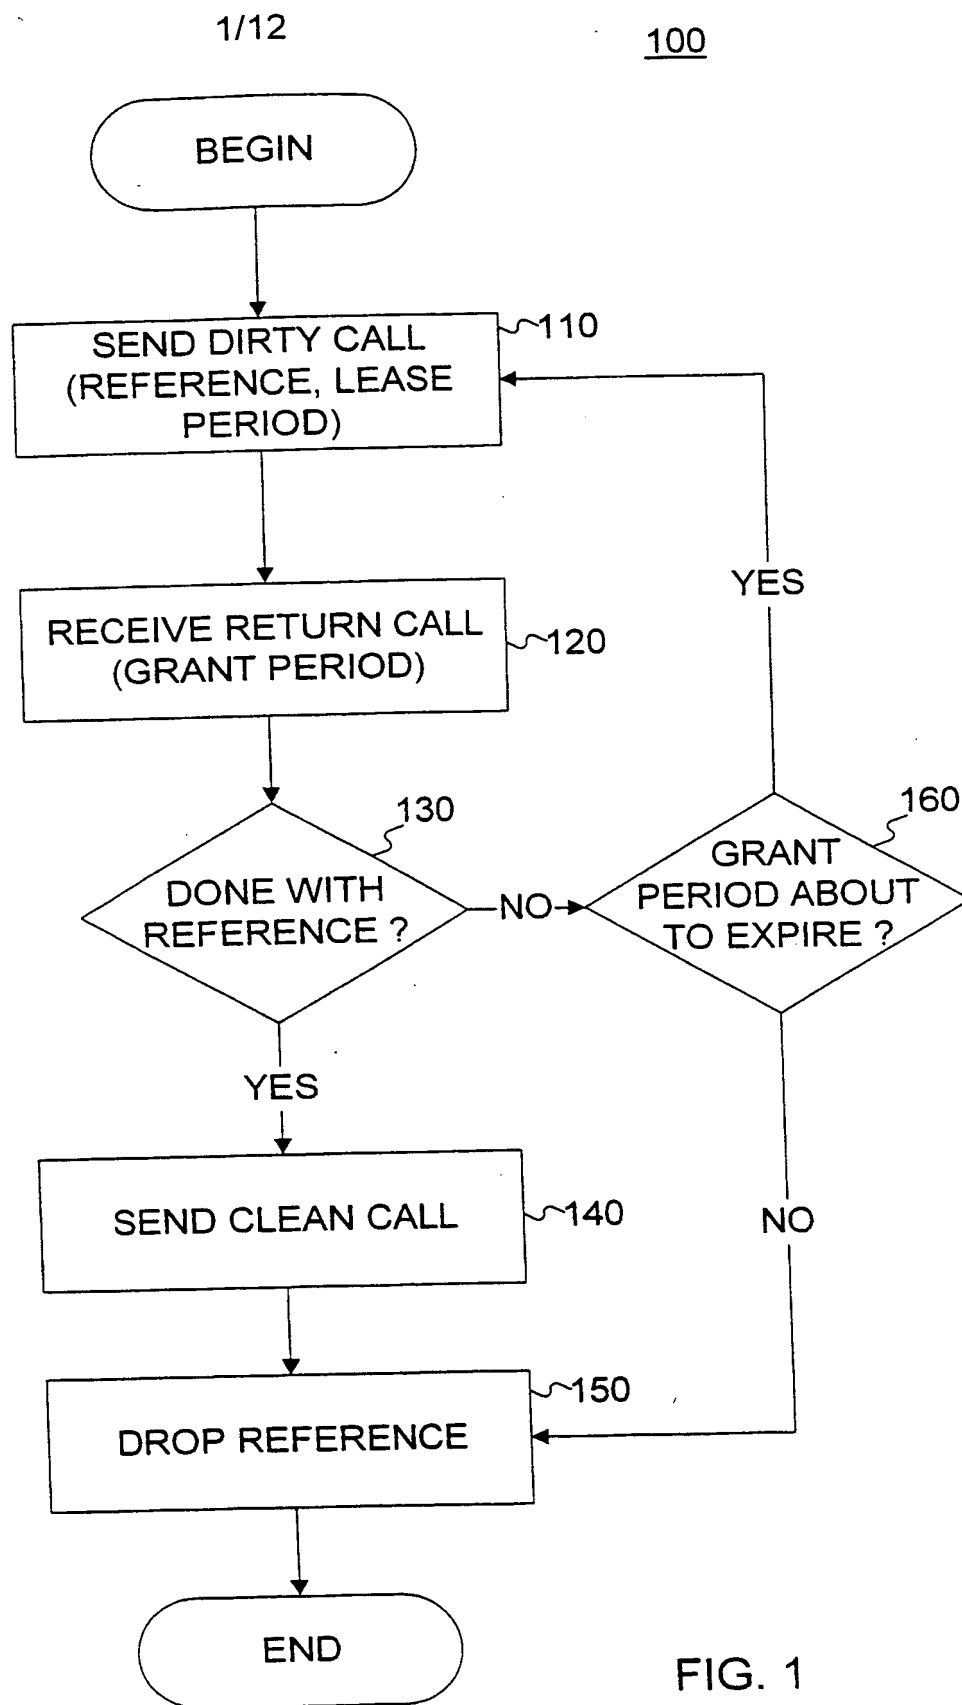 1/12
100
BEGIN
SEND DIRTY CALL
(REFERENCE, LEASE
PERIOD)
110
YES
RECEIVE RETURN CALL
(GRANT PERIOD)
120
130
160
DONE WITH
REFERENCE ?
NO
GRANT
PERIOD ABOUT
TO EXPIRE ?
YES
SEND CLEAN CALL
140
NO
DROP REFERENCE
150
END
FIG. 1